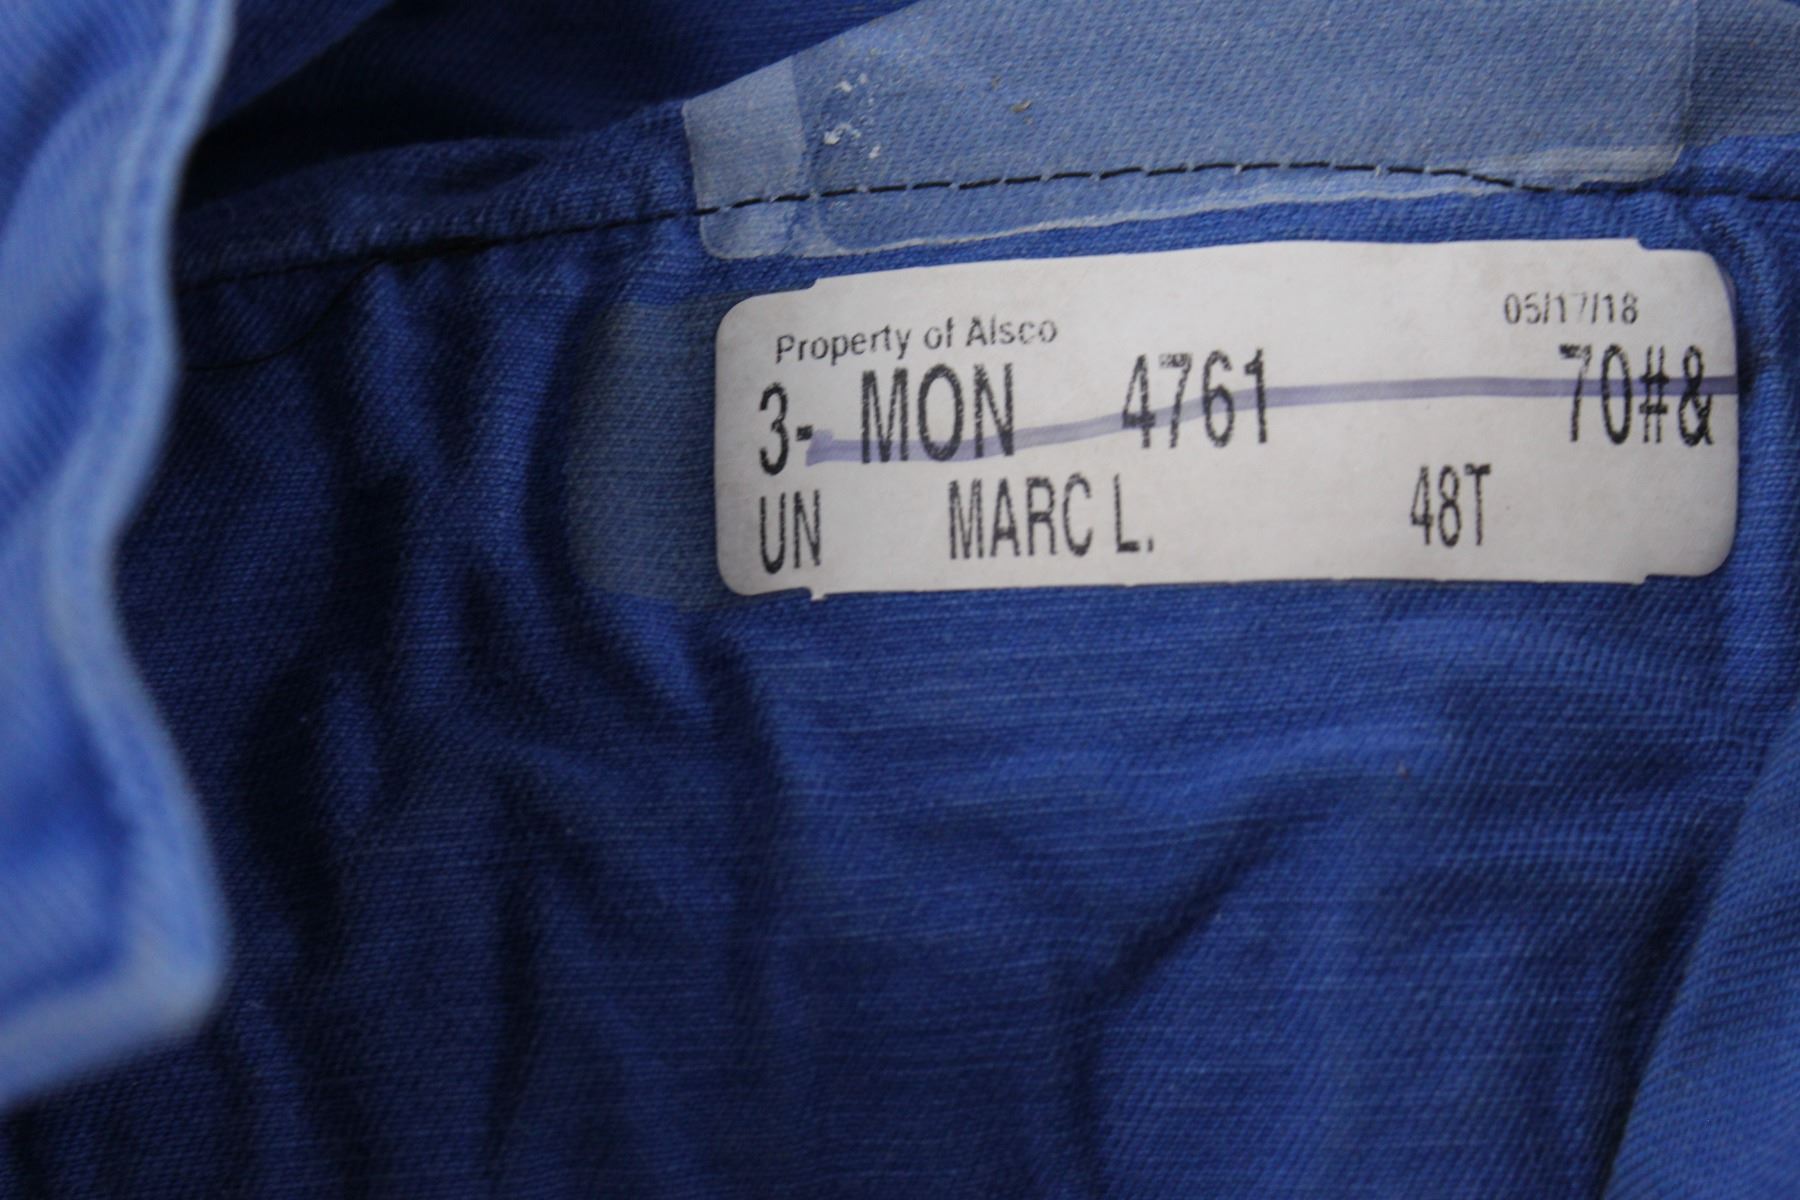 Property of Alsco 05/17/18
3- MON 4761 70#&
UN MARC L. 48T